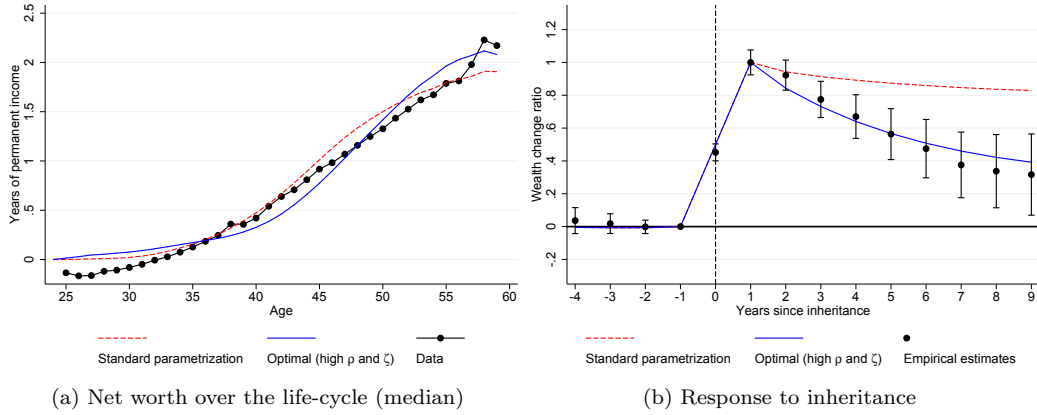 2.5
2
1.5
1
.5
0
Years of permanent income
25 30 35 40 45 50 55 60
Age
Standard parametrization Optimal (high ρ and ζ) Data
(a) Net worth over the life-cycle (median)
1.2
1
.8
.6
.4
.2
0
-.2
Wealth change ratio
-4 -3 -2 -1 0 1 2 3 4 5 6 7 8 9
Years since inheritance
Standard parametrization Optimal (high ρ and ζ) Empirical estimates
(b) Response to inheritance